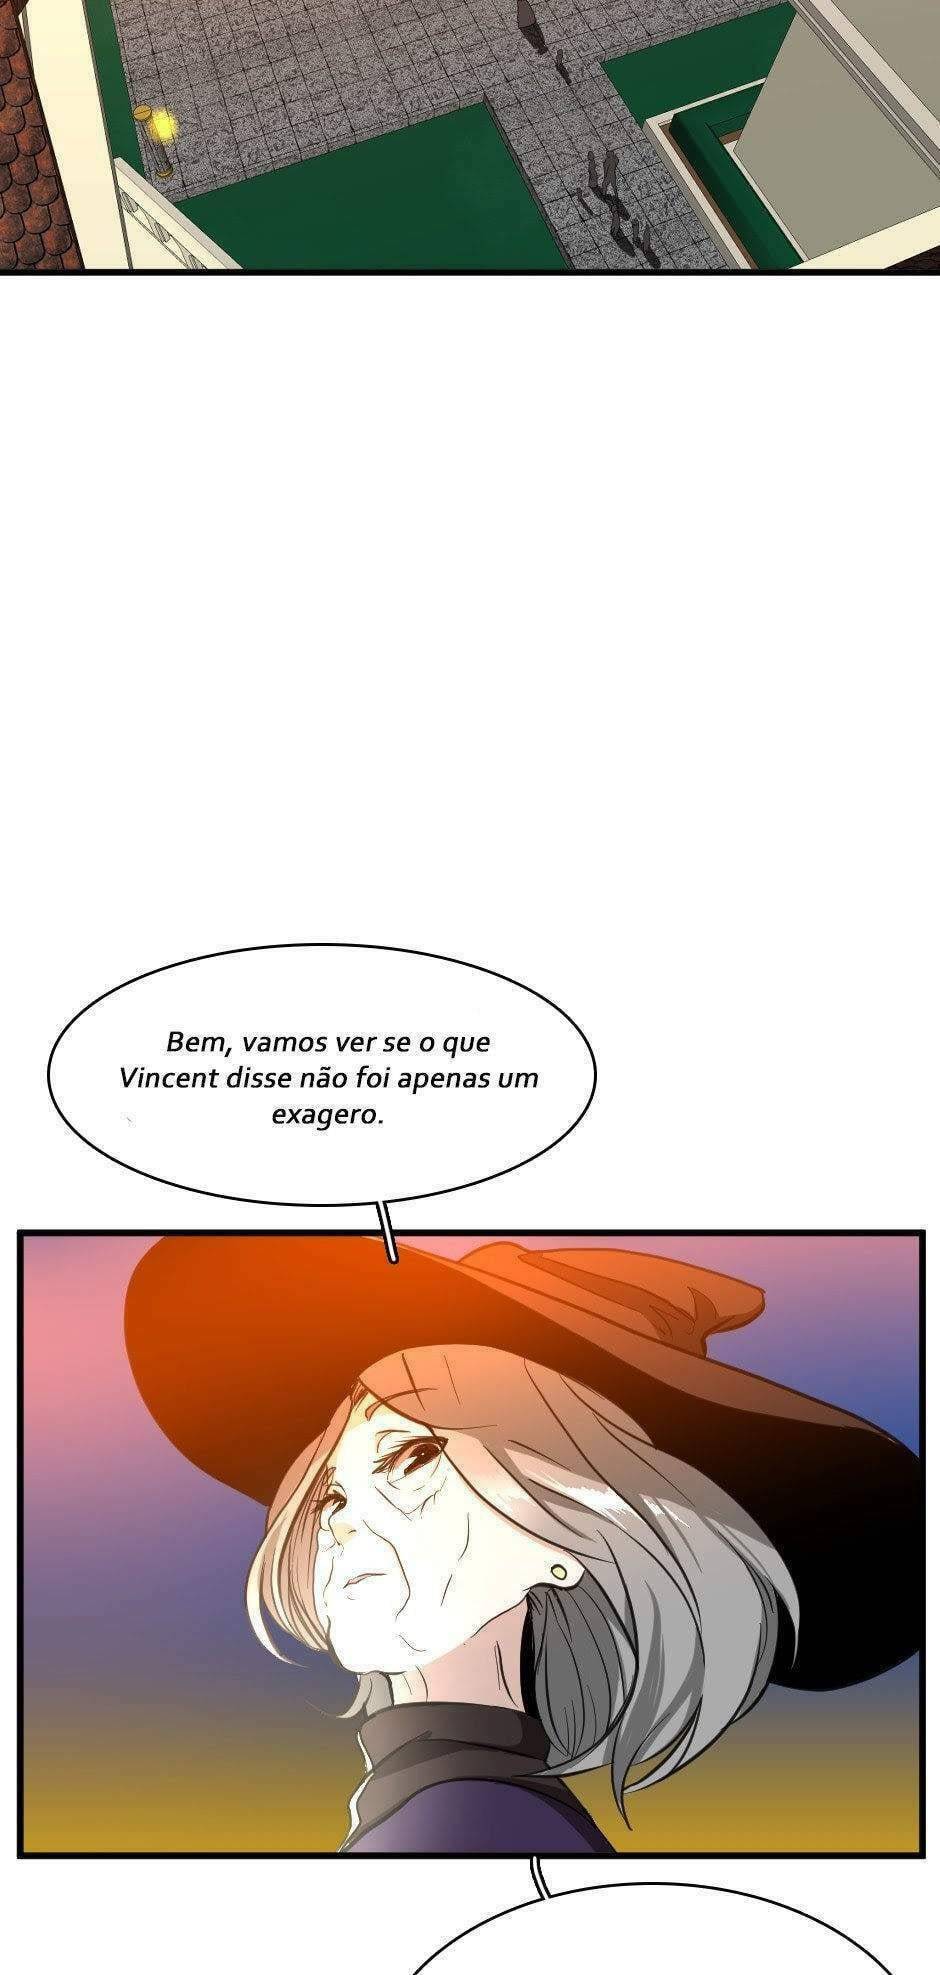 Bem, vamos ver se o que
Vincent disse não foi apenas um
exagero.